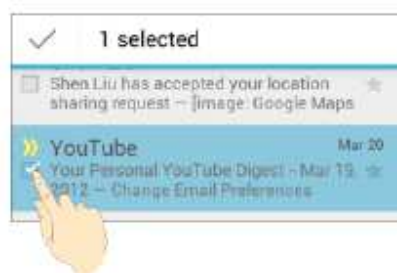 1 selected
Shen Liu has accepted your location
sharing request – [image: Google Maps
YouTube Mar 20
Your Personal YouTube Digest - Mar 19,
2012 – Change Email Preferences